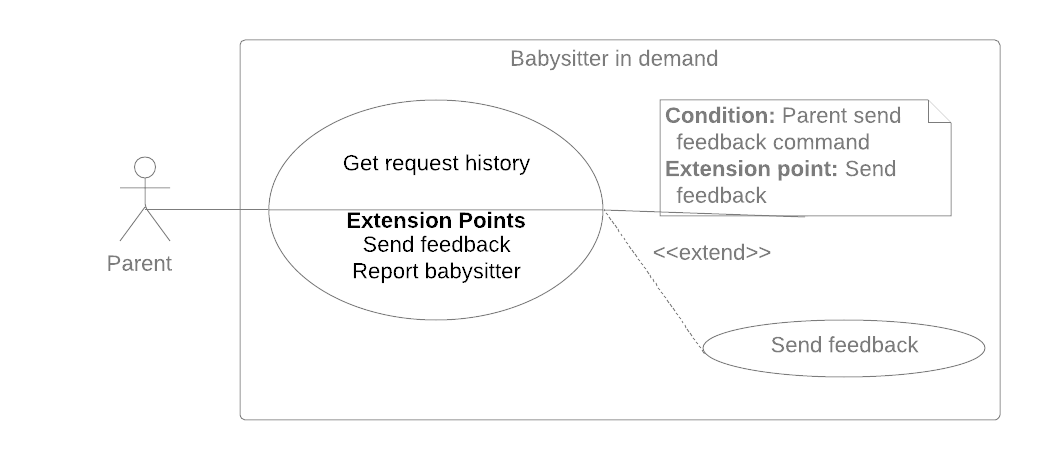 Babysitter in demand
Condition: Parent send
feedback command
Extension point: Send
feedback
Get request history
Extension Points
Send feedback
Report babysitter
<<extend>>
Parent
Send feedback